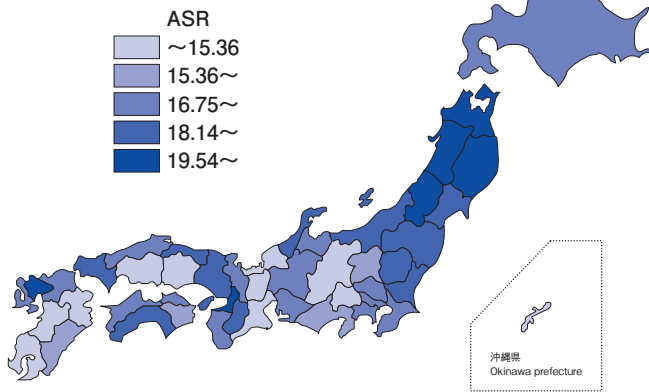 ASR
～15.36
15.36～
16.75～
18.14～
19.54～
沖縄県
Okinawa prefecture